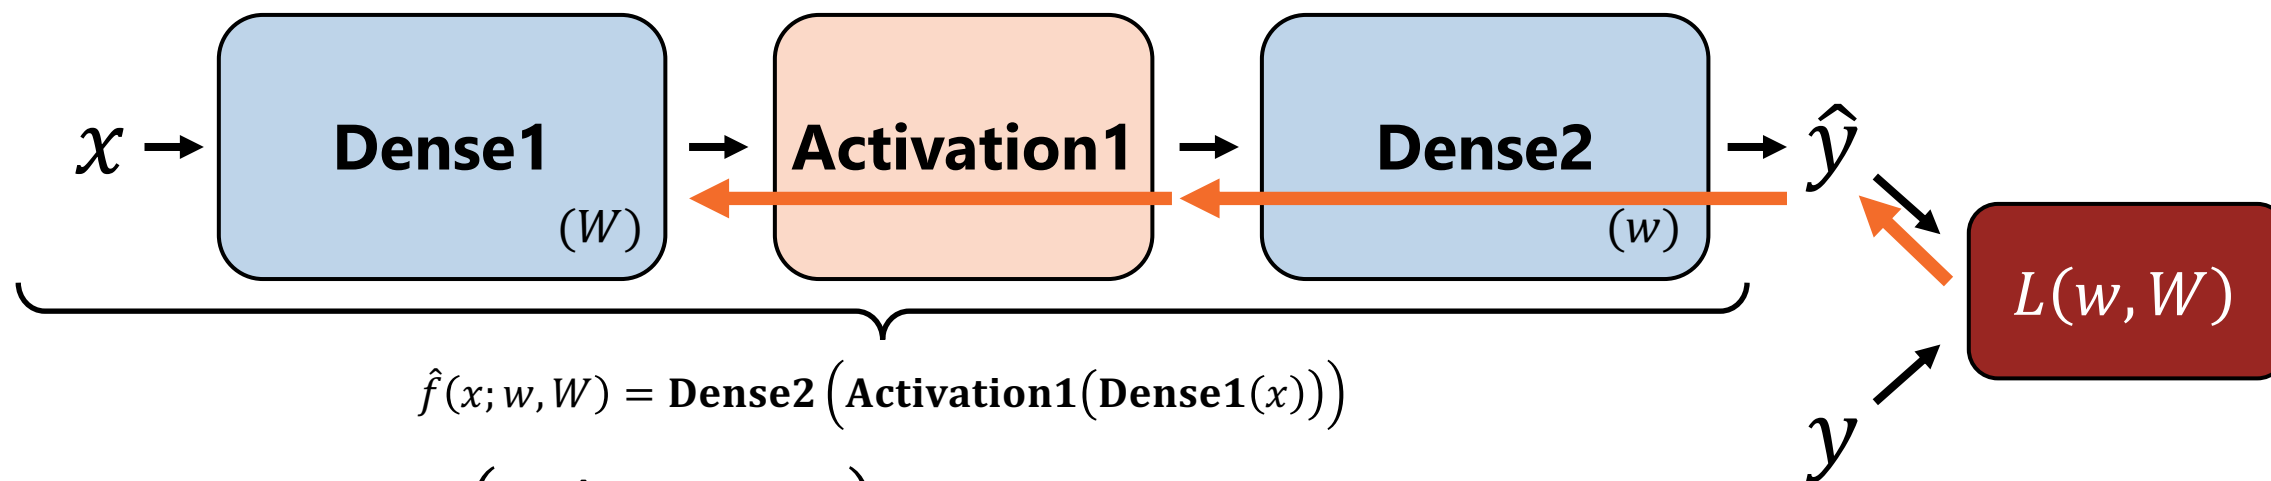 x Dense1 Activation1 Dense2 ŷ
(W) (w)
L(w, W)
f̂(x; w, W) = Dense2(Activation1(Dense1(x)))
y